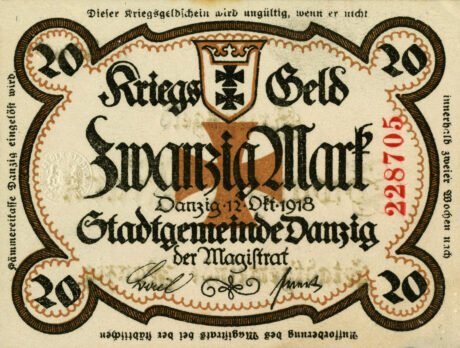 Dieser Kriegsgeldschein wird ungültig, wenn er nicht
20
20
Kriegs Geld
Zwanzig Mark
Danzig·12·Okt·1918
Stadtgemeinde Danzig
der Magistrat
228705
20
20
innerhalb zweier Wochen nach
Aufforderung des Magistrats bei der städtischen
Kämmereikasse Danzig eingelöst wird